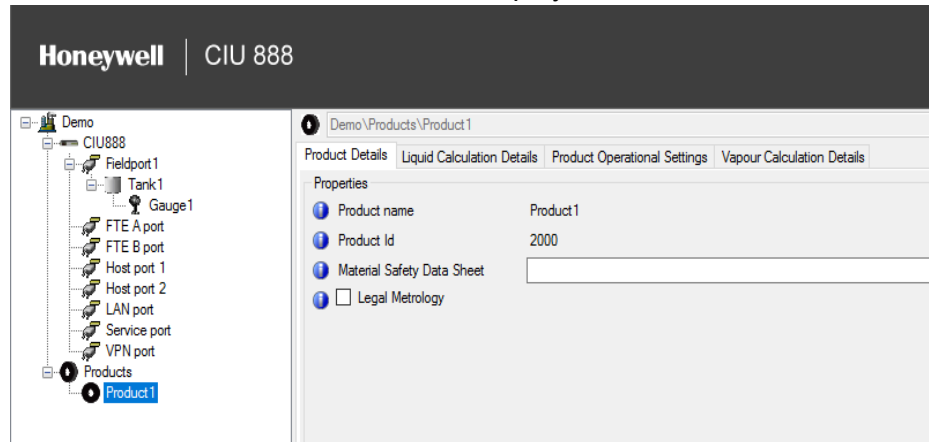 Honeywell CIU 888
Demo
CIU888
Fieldport1
Tank1
Gauge1
FTE A port
FTE B port
Host port 1
Host port 2
LAN port
Service port
VPN port
Products
Product1
Demo\Products\Product1
Product Details Liquid Calculation Details Product Operational Settings Vapour Calculation Details
Properties
Product name Product1
Product Id 2000
Material Safety Data Sheet
Legal Metrology